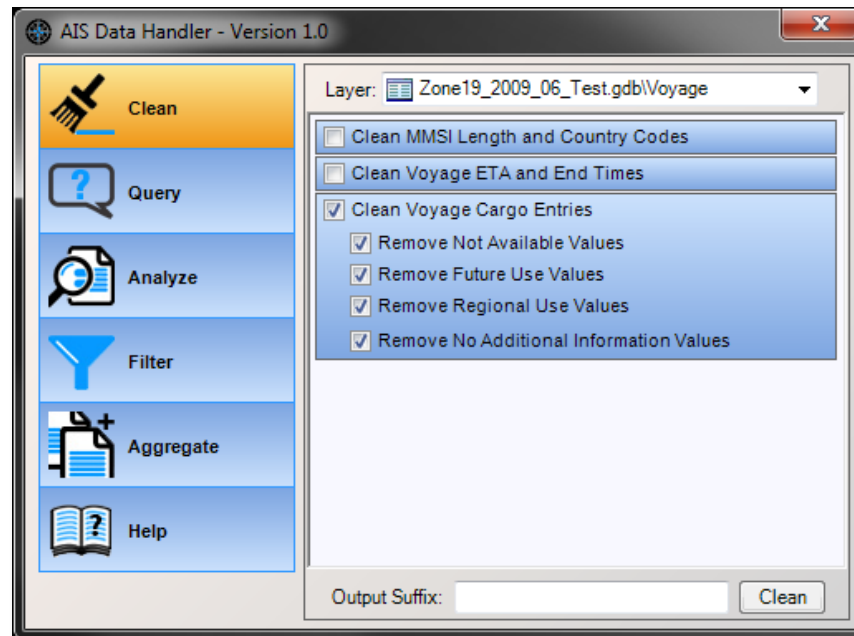 AIS Data Handler - Version 1.0
Clean
Query
Analyze
Filter
Aggregate
Help
Layer: Zone19_2009_06_Test.gdb\Voyage
Clean MMSI Length and Country Codes
Clean Voyage ETA and End Times
Clean Voyage Cargo Entries
Remove Not Available Values
Remove Future Use Values
Remove Regional Use Values
Remove No Additional Information Values
Output Suffix: Clean